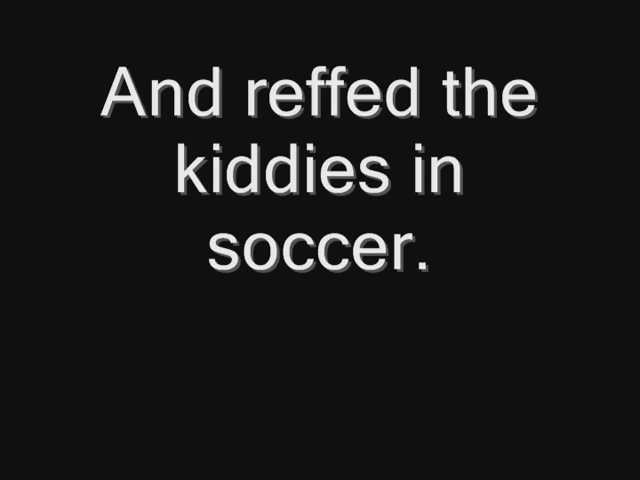 And reffed the
kiddies in
soccer.